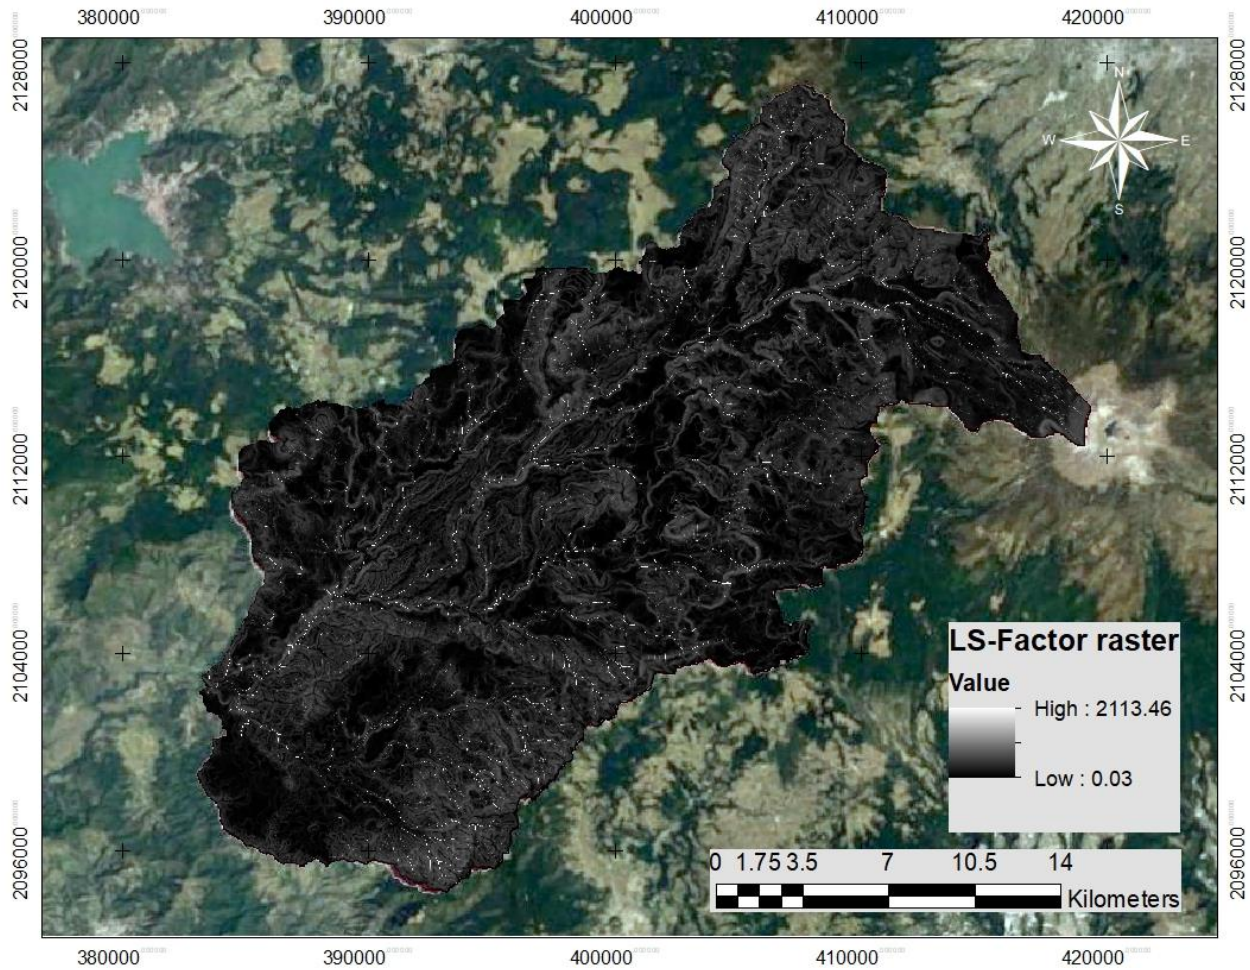 380000 390000 400000 410000 420000
2128000 2128000
N
W E
S
2120000 2120000
2112000 2112000
2104000 2104000
LS-Factor raster
Value
High : 2113.46
Low : 0.03
2096000 2096000
0 1.75 3.5 7 10.5 14
Kilometers
380000 390000 400000 410000 420000